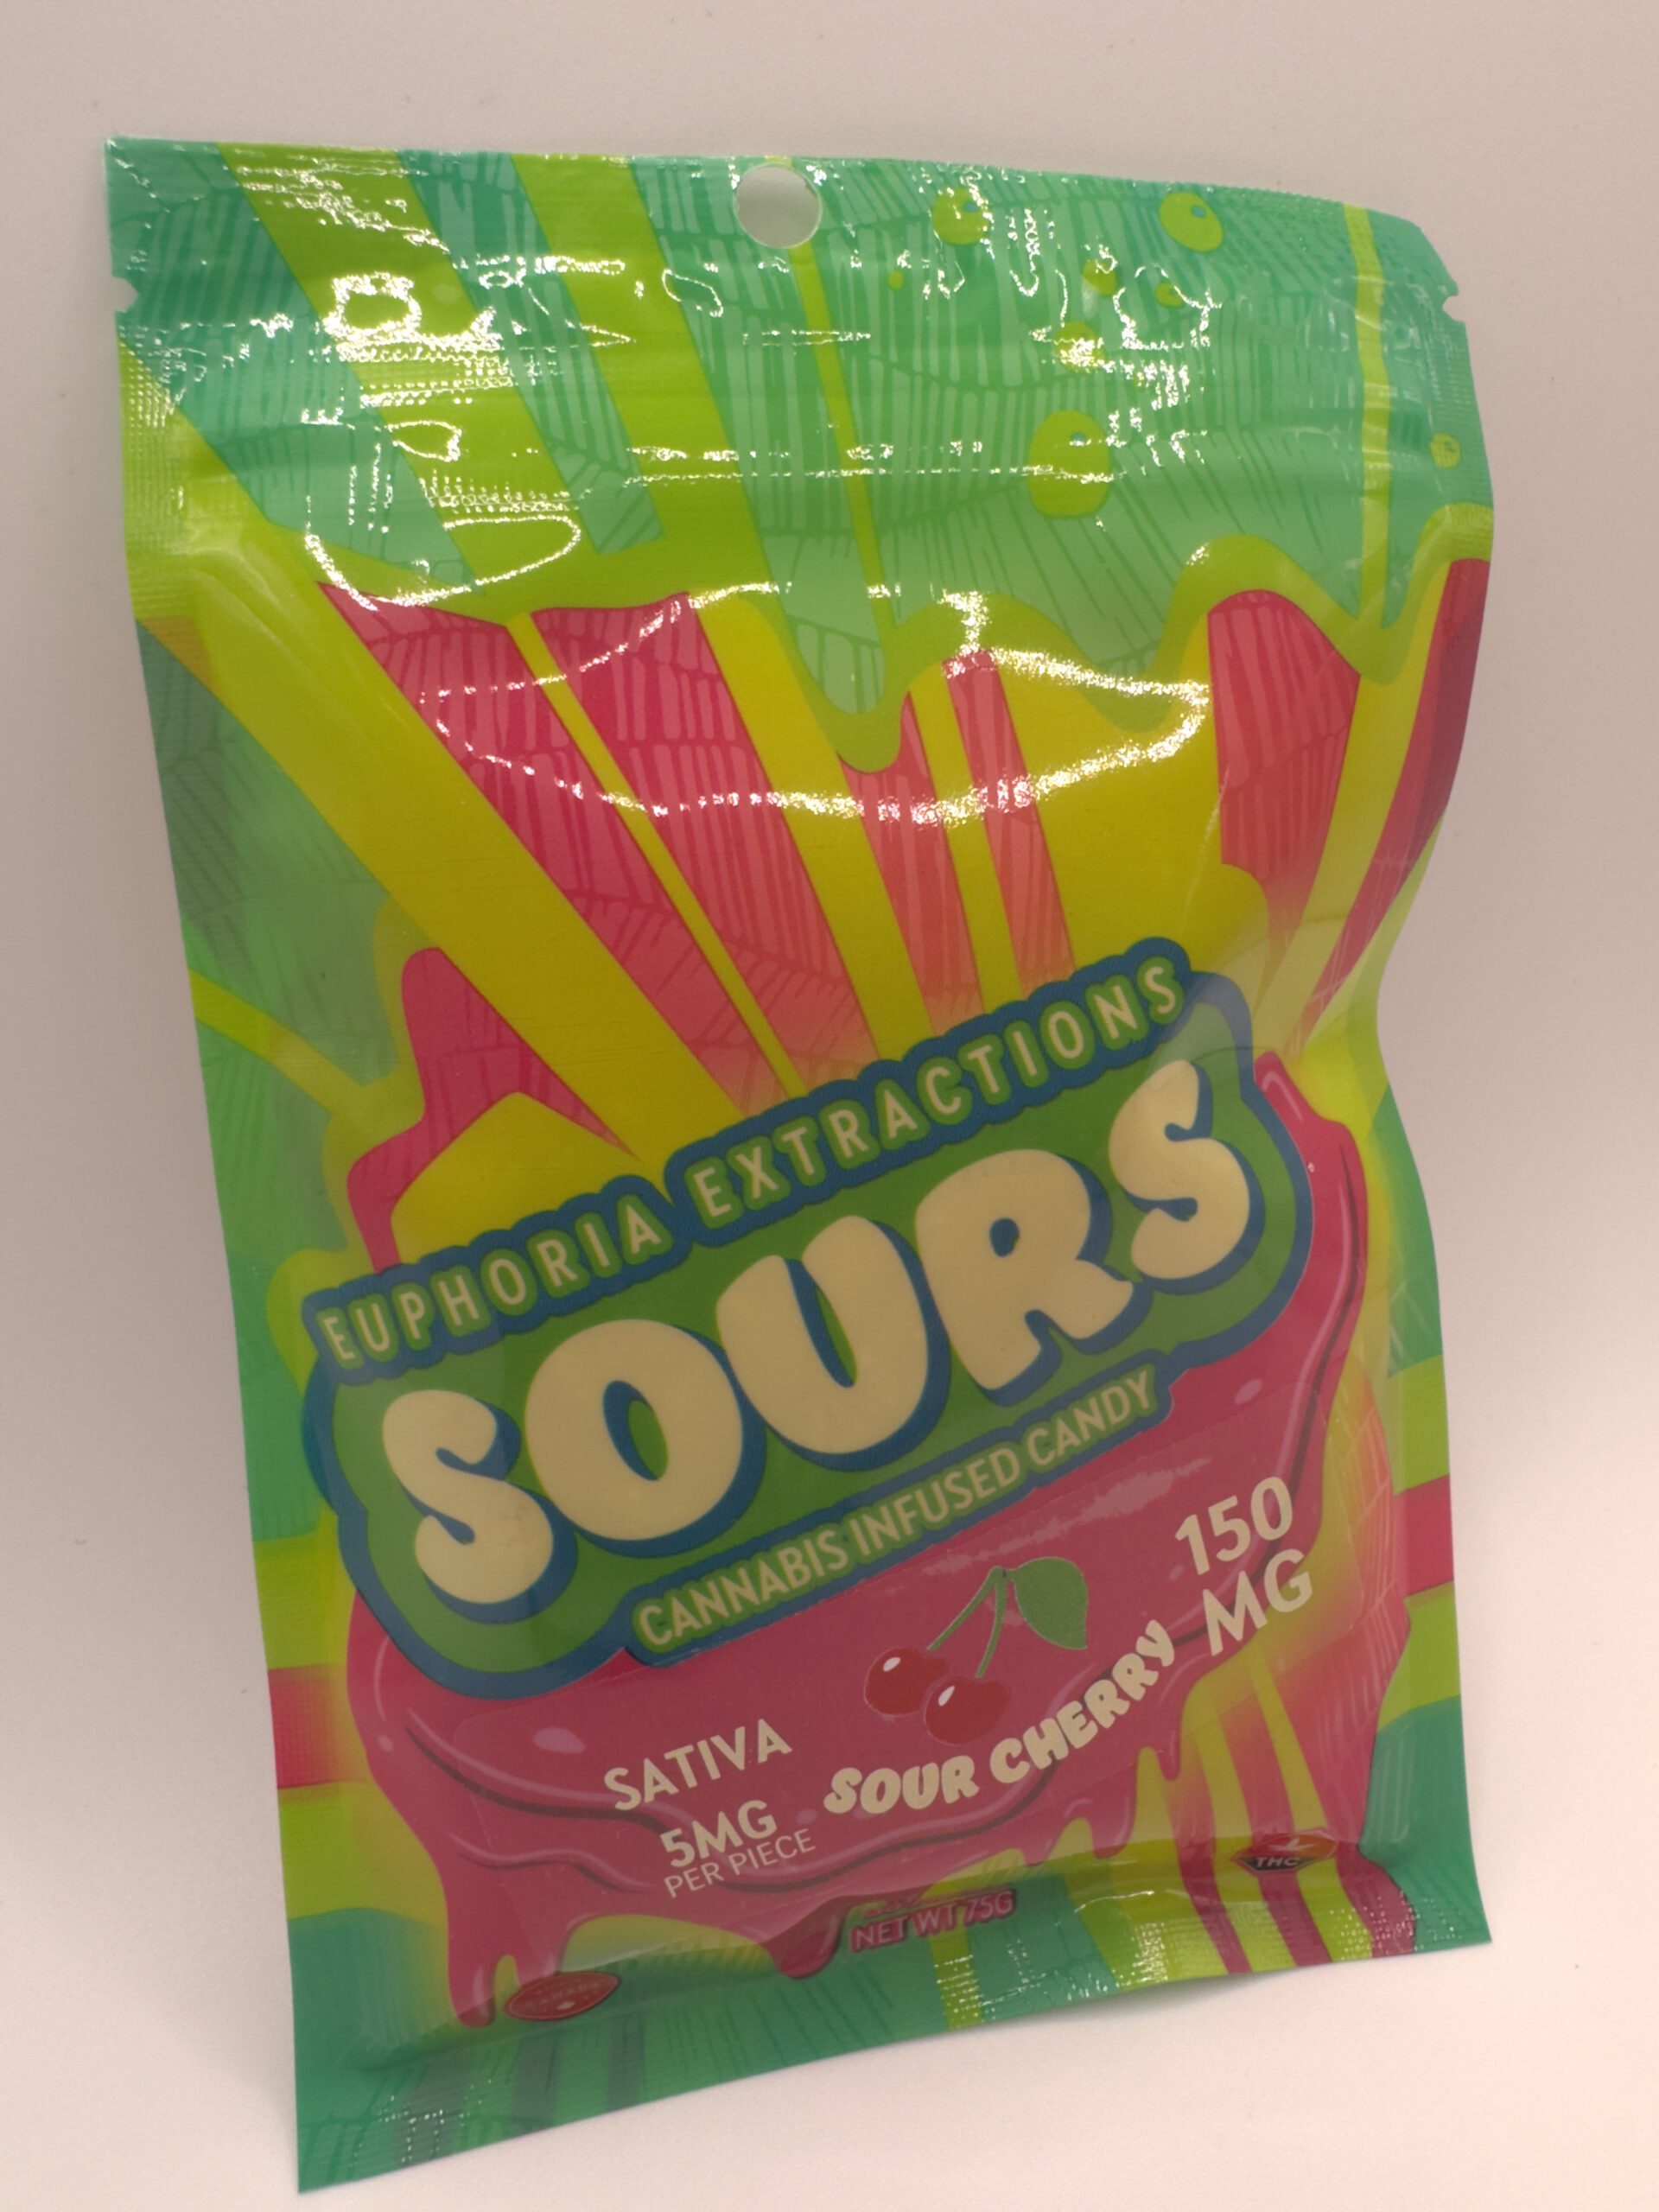 EUPHORIA EXTRACTIONS
SOURS
CANNABIS INFUSED CANDY
150
MG
SATIVA
SOUR CHERRY
5MG
PER PIECE
NET WT 75G
THC